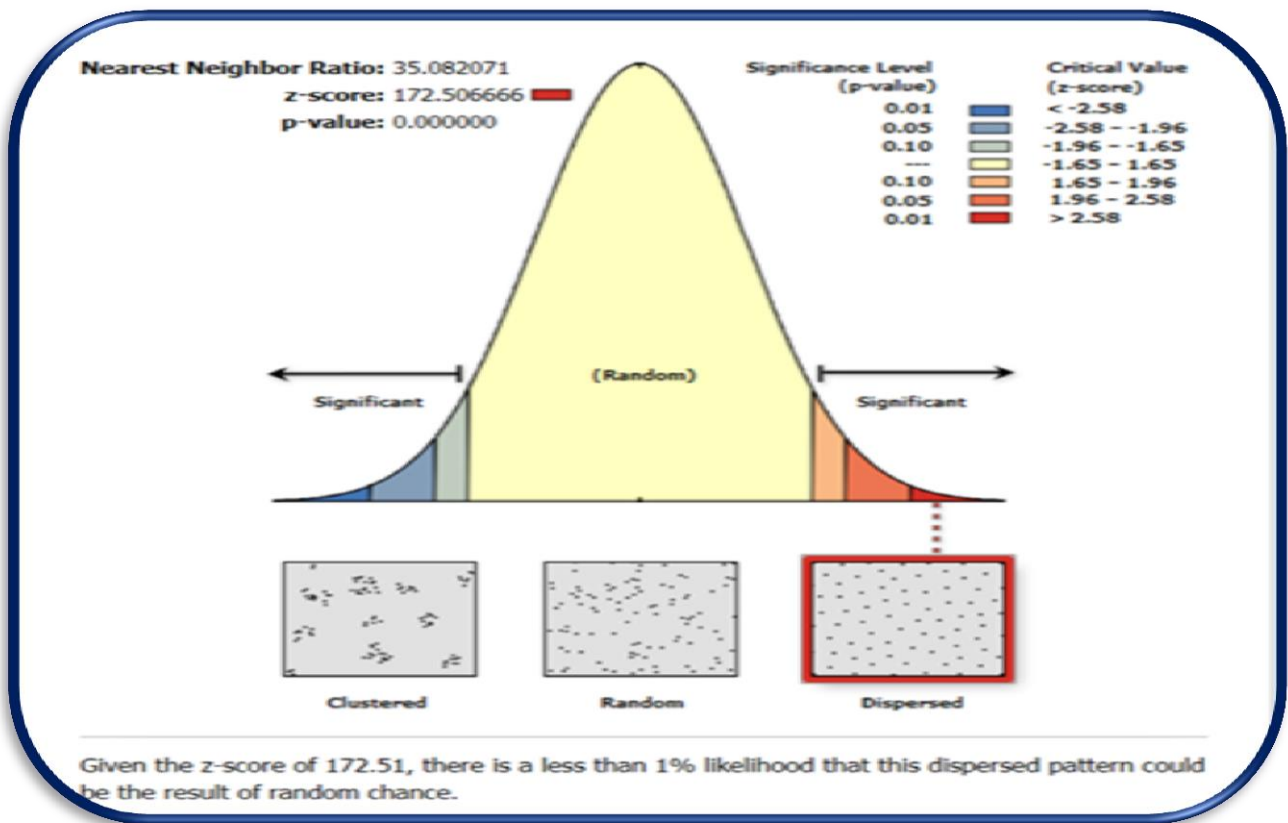 Nearest Neighbor Ratio: 35.082071
z-score: 172.506666
p-value: 0.000000
Significance Level
(p-value)
Critical Value
(z-score)
0.01 < -2.58
0.05 -2.58 - -1.96
0.10 -1.96 - -1.65
--- -1.65 - 1.65
0.10 1.65 - 1.96
0.05 1.96 - 2.58
0.01 > 2.58
(Random)
Significant
Significant
Clustered
Random
Dispersed
Given the z-score of 172.51, there is a less than 1% likelihood that this dispersed pattern could
be the result of random chance.